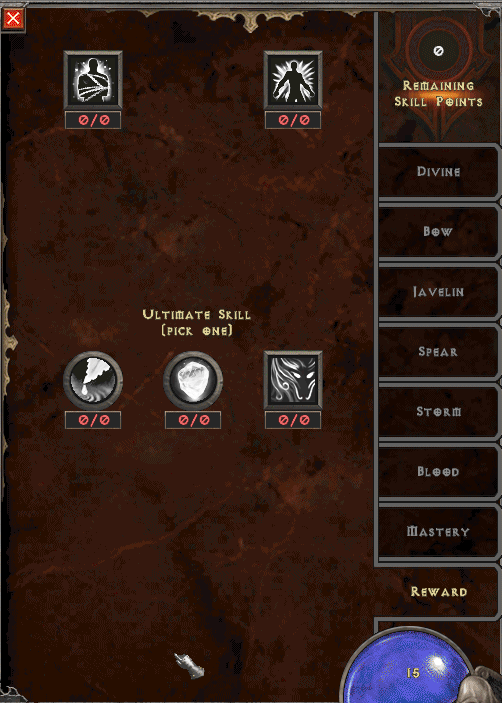 0
Remaining
Skill Points
0/0
0/0
Divine
Bow
Javelin
Ultimate Skill
(pick one)
Spear
0/0
0/0
0/0
Storm
Blood
Mastery
Reward
15